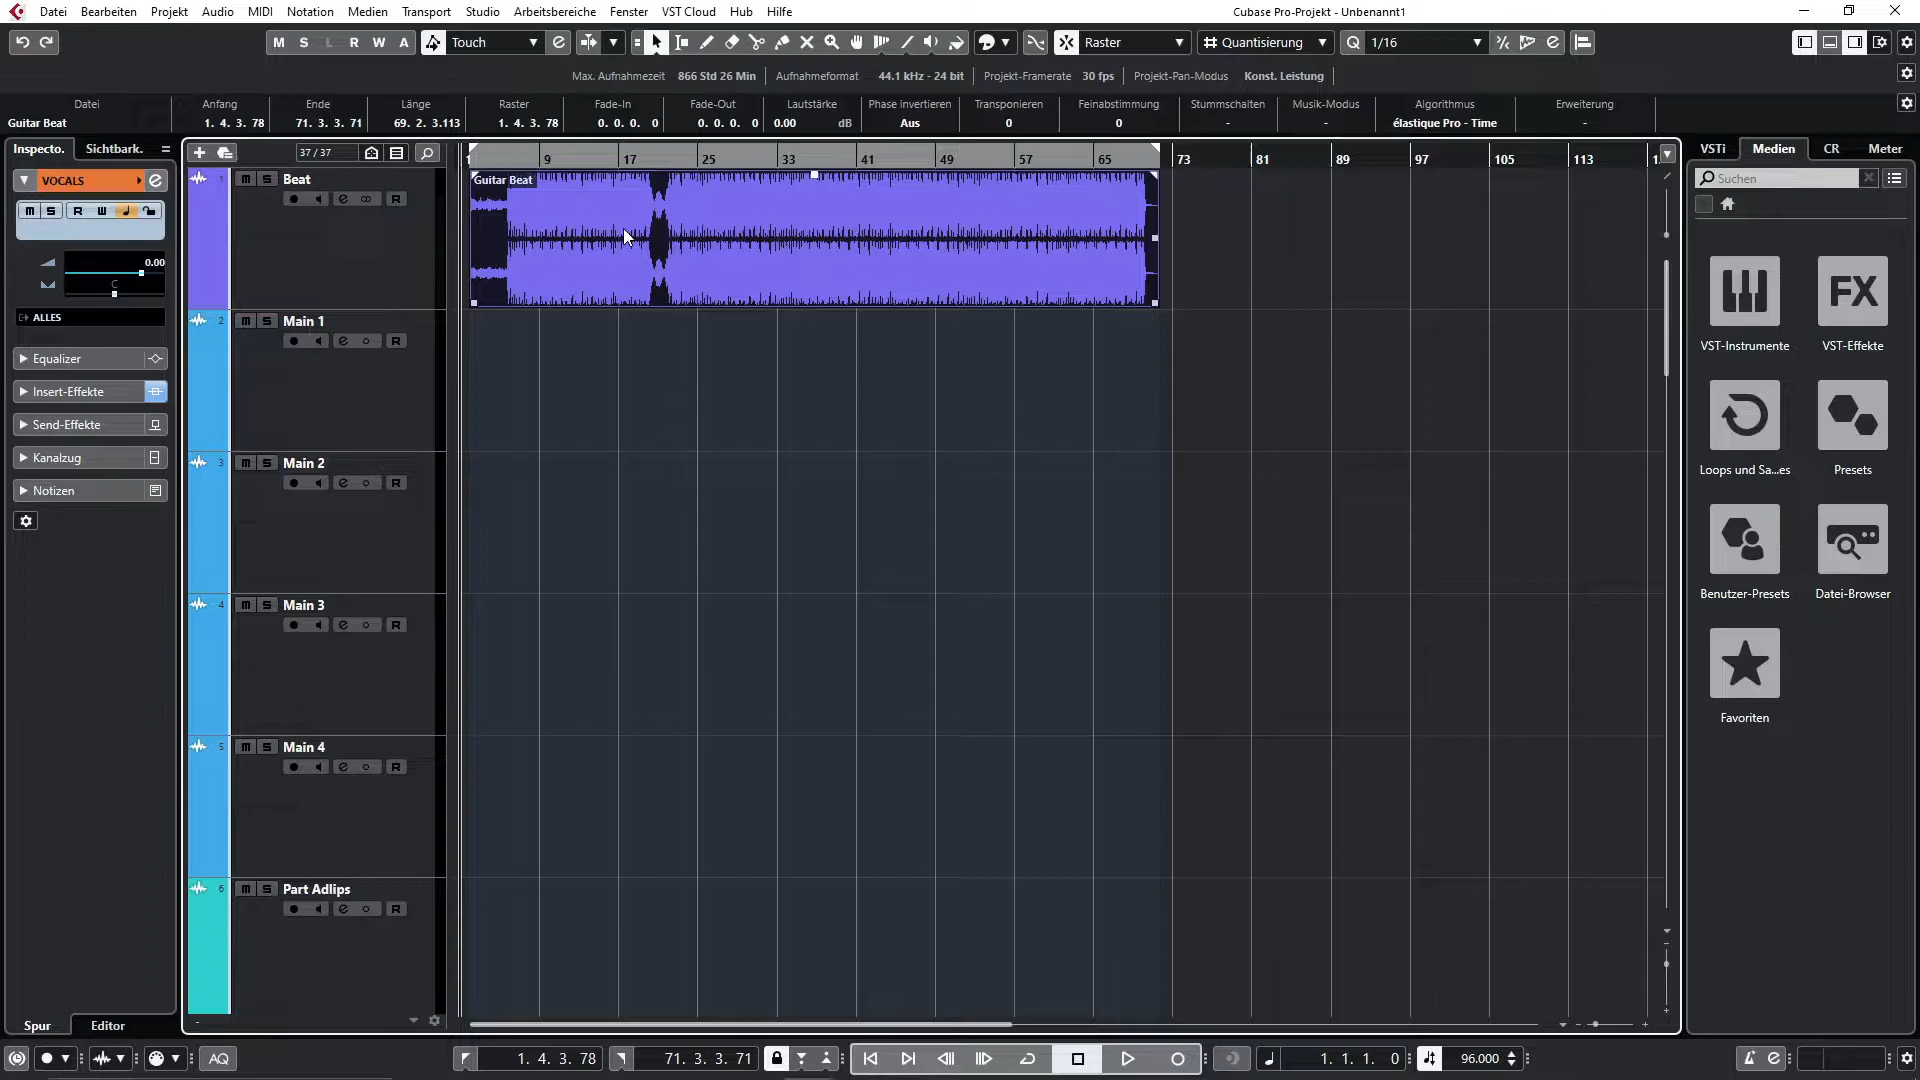 Datei Bearbeiten Projekt Audio MIDI Notation Medien Transport Studio Arbeitsbereiche Fenster VST Cloud Hub Hilfe Cubase Pro-Projekt - Unbenannt1
M S L R W A Touch Raster Quantisierung Q 1/16
Max. Aufnahmezeit 866 Std 26 Min Aufnahmeformat 44.1 kHz - 24 bit Projekt-Framerate 30 fps Projekt-Pan-Modus Konst. Leistung
Datei Anfang Ende Länge Raster Fade-In Fade-Out Lautstärke Phase invertieren Transponieren Feinabstimmung Stummschalten Musik-Modus Algorithmus Erweiterung
Guitar Beat 1. 4. 3. 78 71. 3. 3. 71 69. 2. 3.113 1. 4. 3. 78 0. 0. 0. 0 0. 0. 0. 0 0.00 dB Aus 0 0 - - élastique Pro - Time -
Inspecto. Sichtbark. 37 / 37 1 9 17 25 33 41 49 57 65 73 81 89 97 105 113 VSTi Medien CR Meter
Suchen
VOCALS
m s R W
0.00
C
ALLES
Equalizer
Insert-Effekte
Send-Effekte
Kanalzug
Notizen
1 m s Beat
R
Guitar Beat
2 m s Main 1
R
3 m s Main 2
R
4 m s Main 3
R
5 m s Main 4
R
6 m s Part Adlips
R
FX
VST-Instrumente VST-Effekte
Loops und Sa...es Presets
Benutzer-Presets Datei-Browser
Favoriten
Spur Editor
AQ 1. 4. 3. 78 71. 3. 3. 71 1. 1. 1. 0 96.000